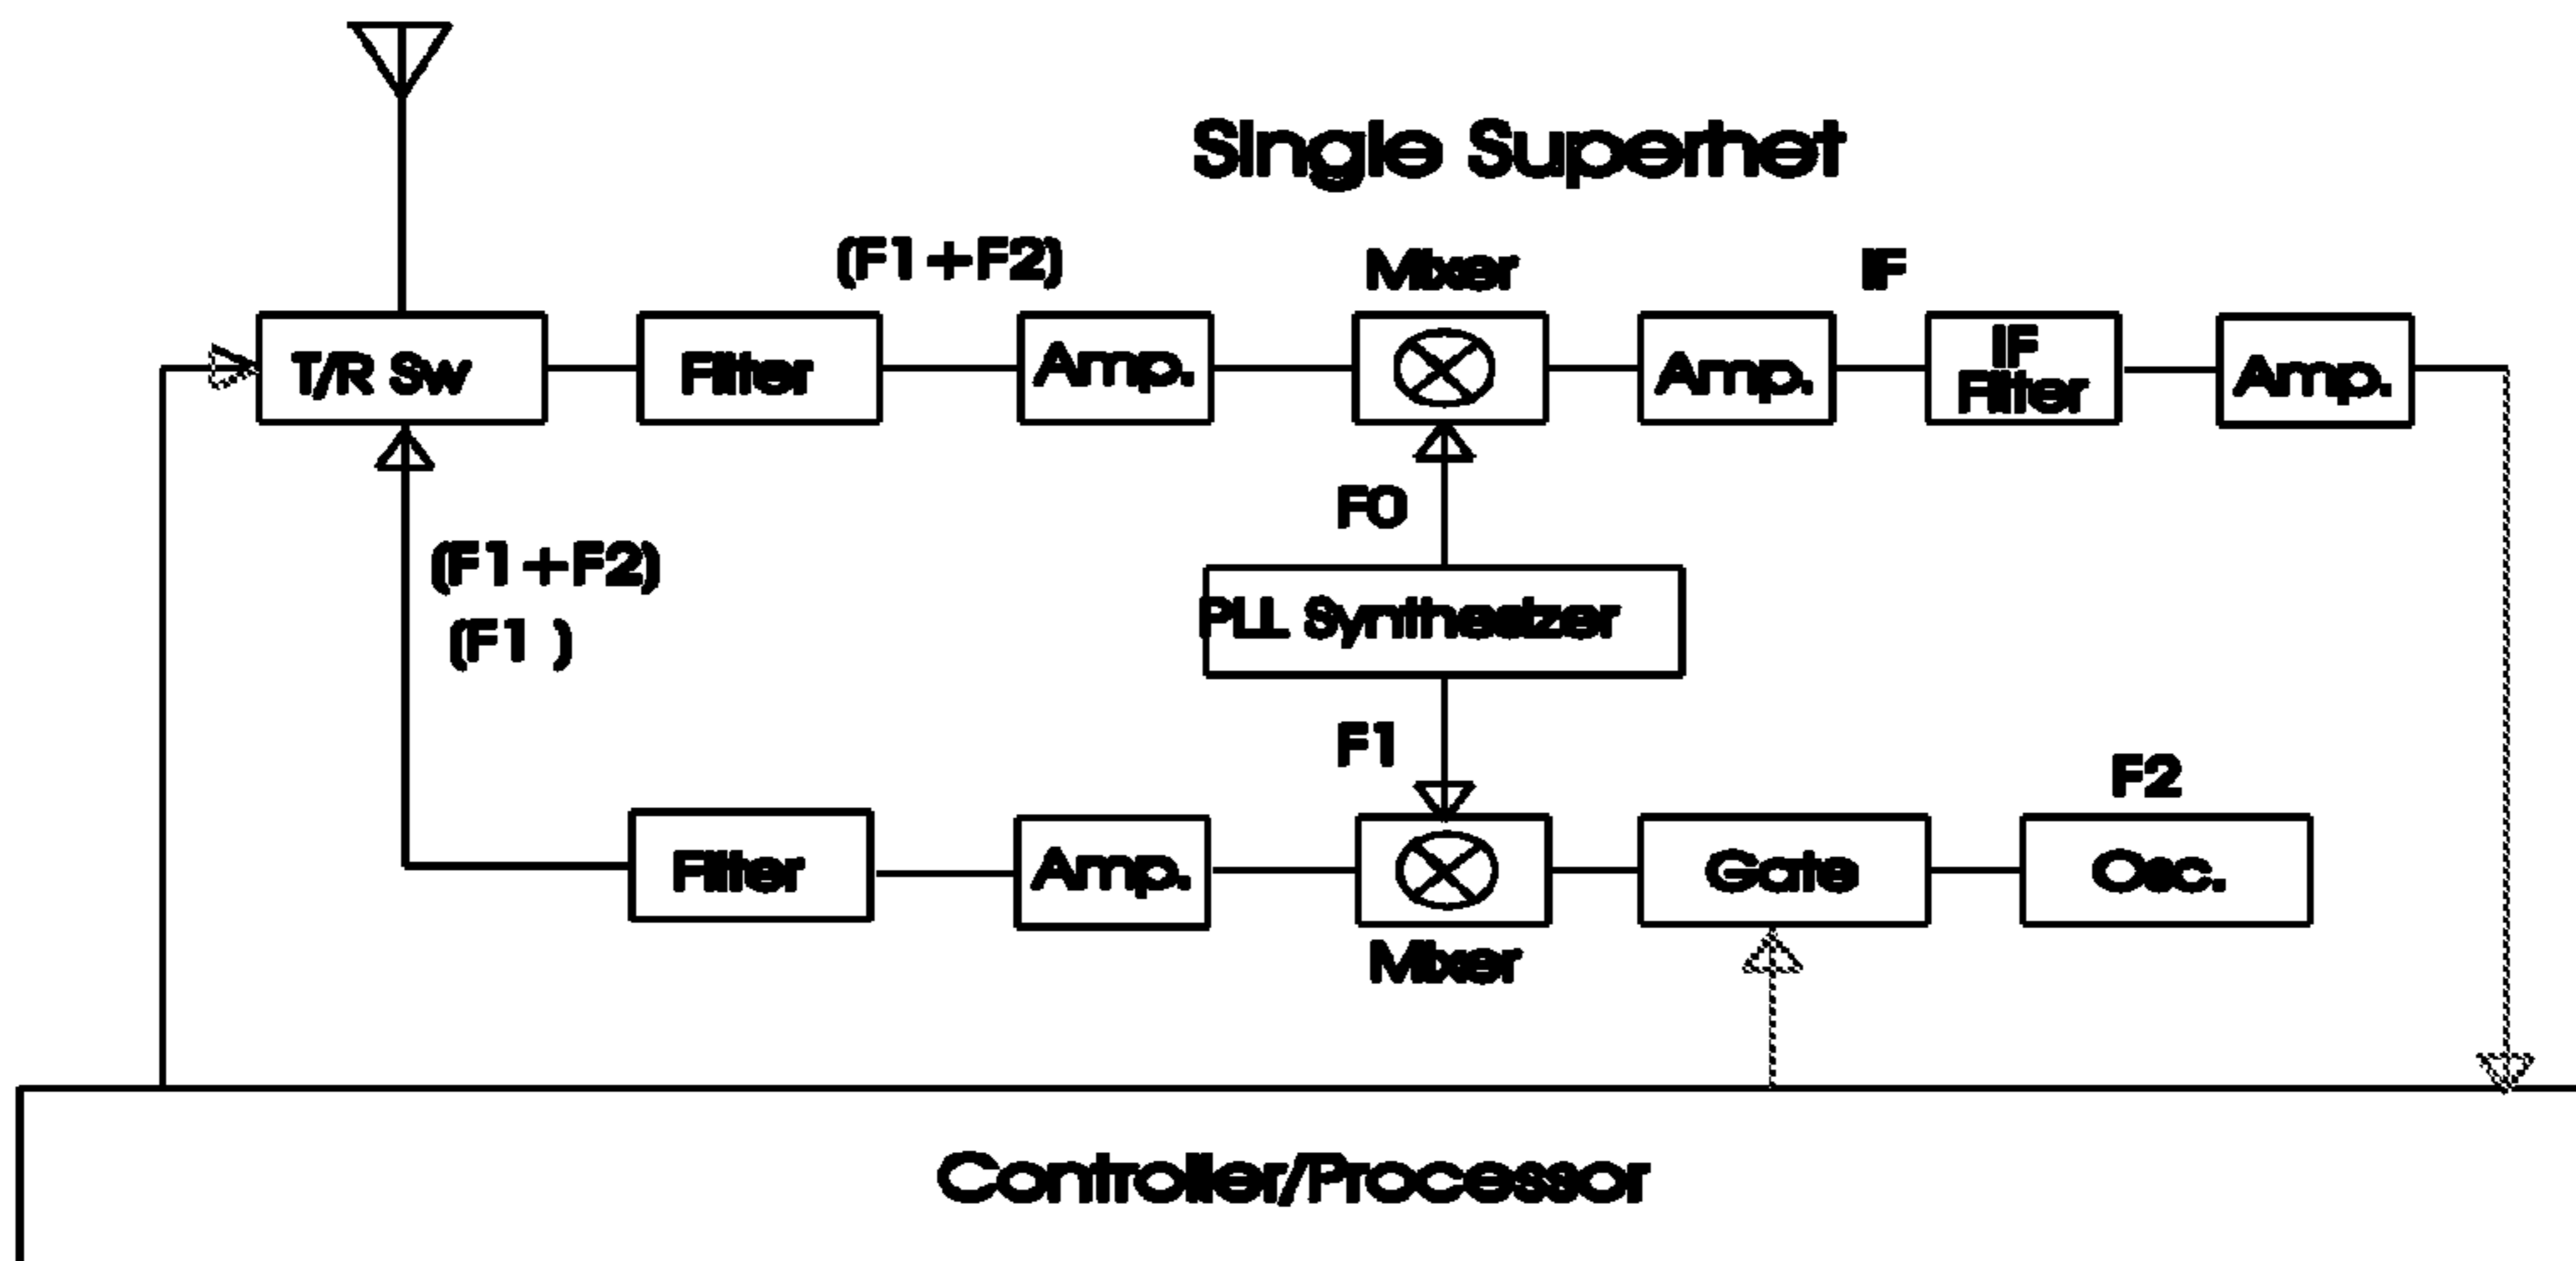 Single Superhet
(F1+F2)
Mixer
IF
T/R Sw
Filter
Amp.
Amp.
IF
Filter
Amp.
F0
(F1+F2)
(F1 )
PLL Synthesizer
F1
F2
Filter
Amp.
Gate
Osc.
Mixer
Controller/Processor